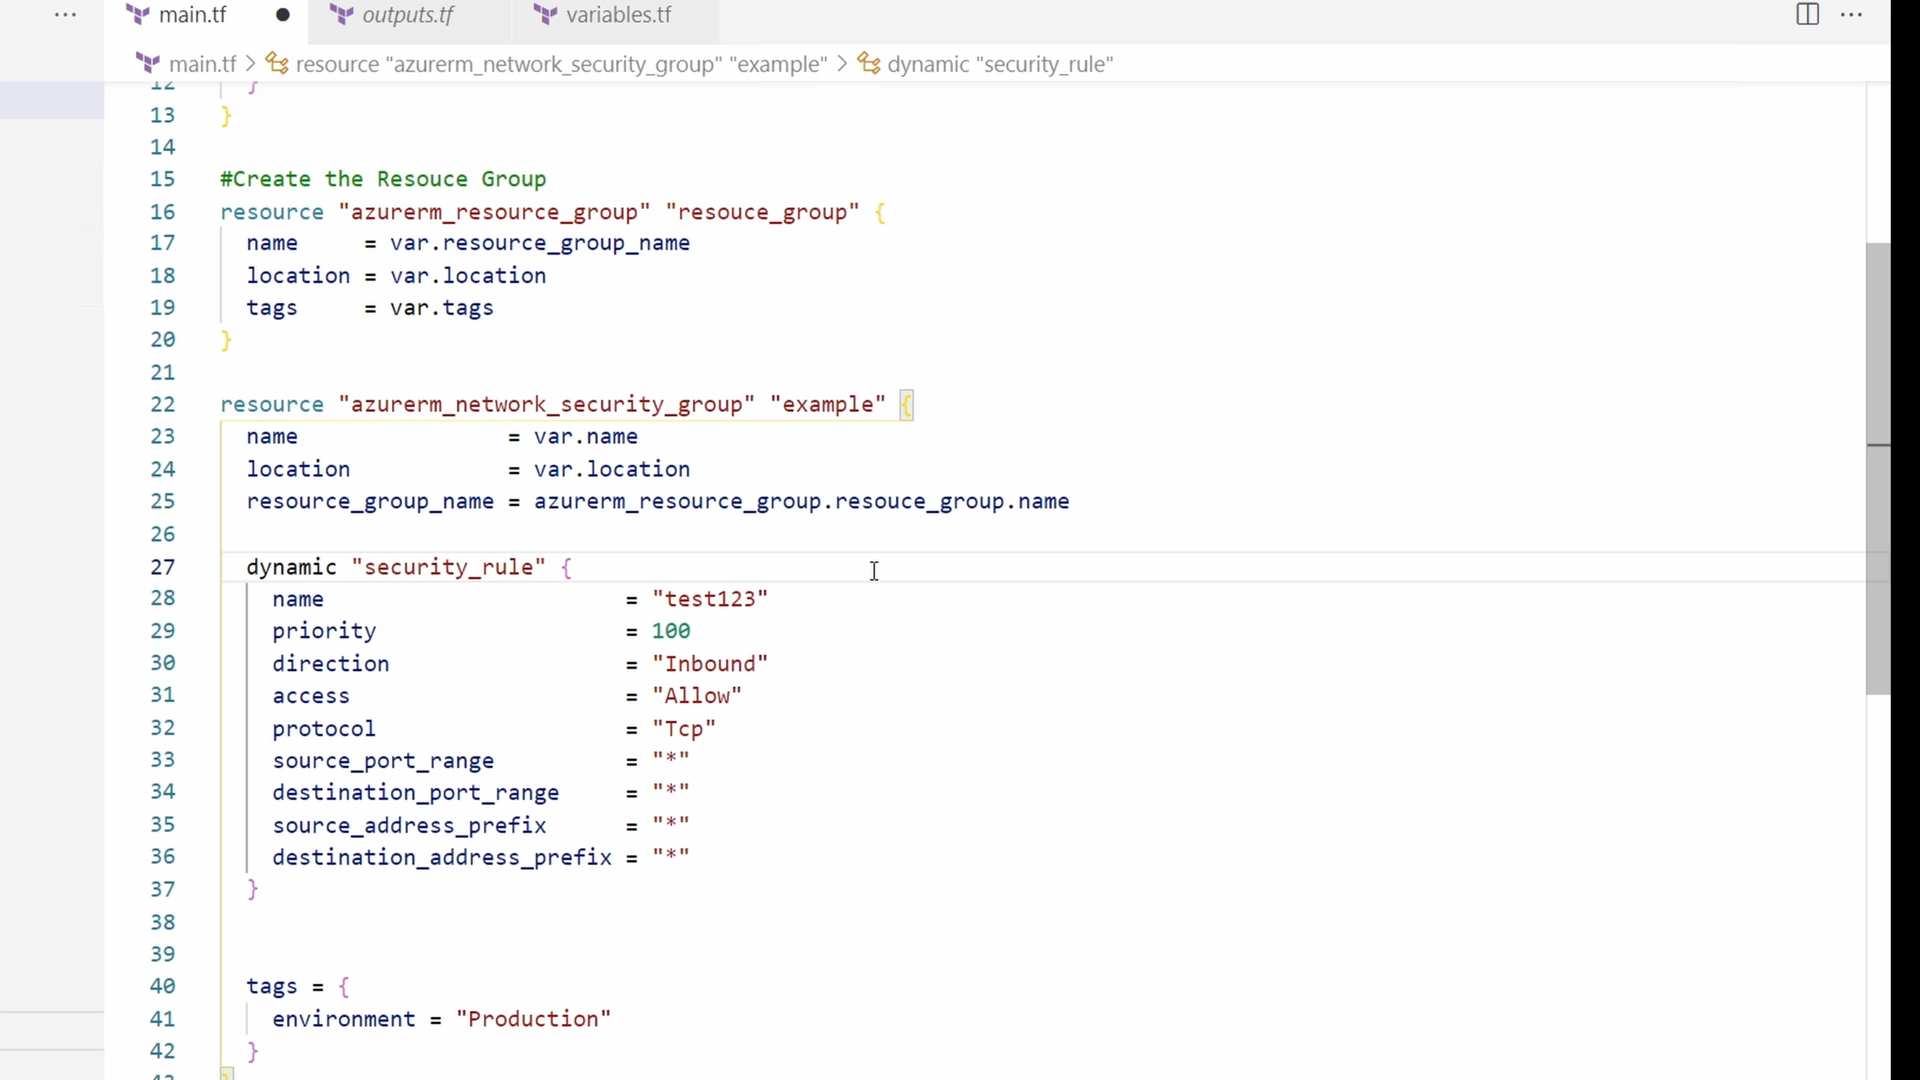 main.tf
outputs.tf
variables.tf
main.tf > resource "azurerm_network_security_group" "example" > dynamic "security_rule"
12 }
13 }
14
15 #Create the Resouce Group
16 resource "azurerm_resource_group" "resouce_group" {
17 name = var.resource_group_name
18 location = var.location
19 tags = var.tags
20 }
21
22 resource "azurerm_network_security_group" "example" {
23 name = var.name
24 location = var.location
25 resource_group_name = azurerm_resource_group.resouce_group.name
26
27 dynamic "security_rule" {
28 name = "test123"
29 priority = 100
30 direction = "Inbound"
31 access = "Allow"
32 protocol = "Tcp"
33 source_port_range = "*"
34 destination_port_range = "*"
35 source_address_prefix = "*"
36 destination_address_prefix = "*"
37 }
38
39
40 tags = {
41 environment = "Production"
42 }
43 }